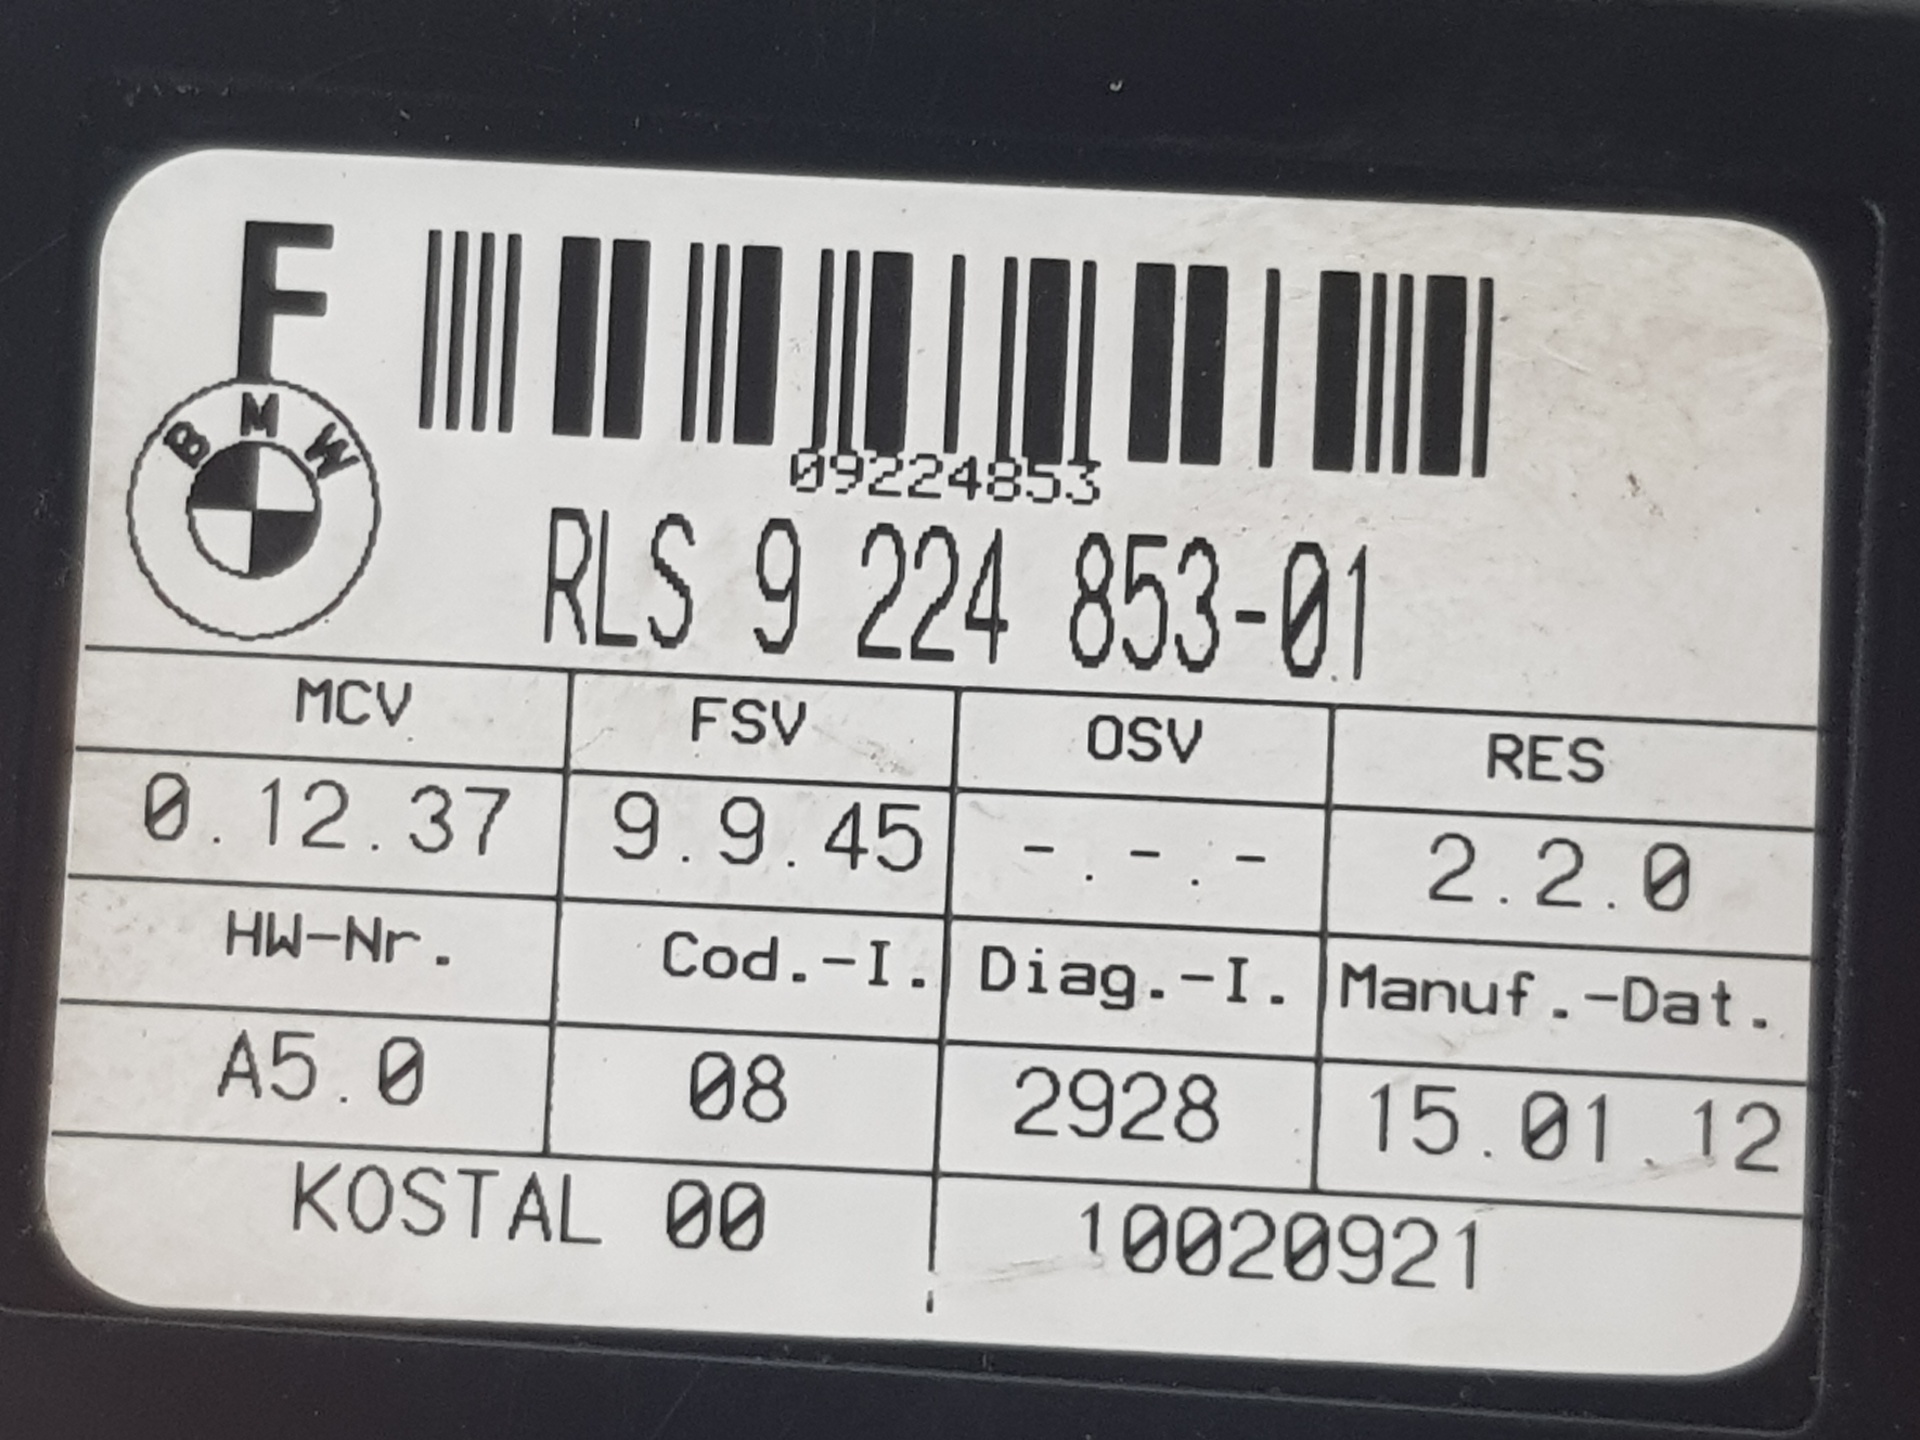 F
BMW
09224853
RLS 9 224 853-01
MCV FSV OSV RES
0.12.37 9.9.45 -.-.- 2.2.0
HW-Nr. Cod.-I. Diag.-I. Manuf.-Dat.
A5.0 08 2928 15.01.12
KOSTAL 00 10020921